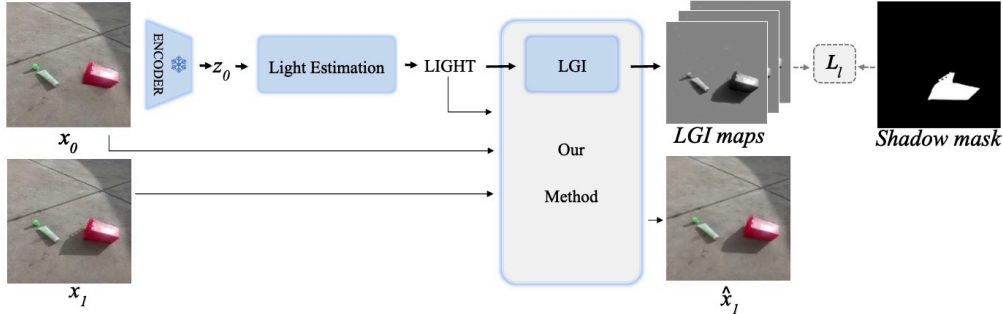 ENCODER
z0
Light Estimation
LIGHT
LGI
Our
Method
LGI maps
Ll
Shadow mask
x0
x1
x̂1